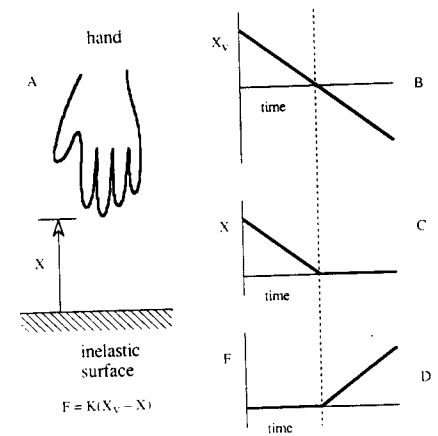 hand
A
X
inelastic
surface
F = K(Xv – X)
Xv
time
B
X
time
C
F
time
D